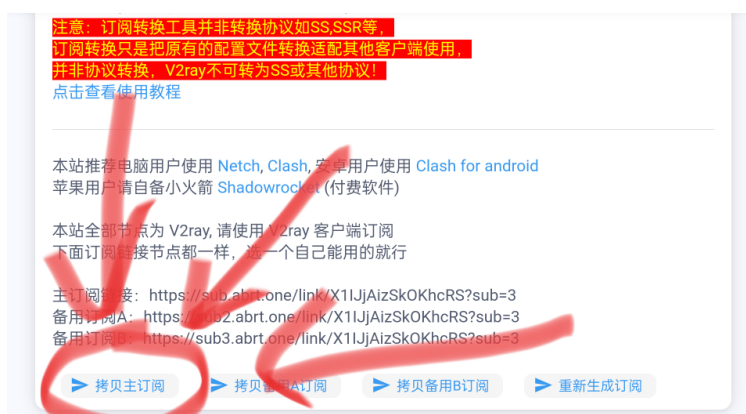 注意：订阅转换工具并非转换协议如SS,SSR等，
订阅转换只是把原有的配置文件转换适配其他客户端使用，
并非协议转换，V2ray不可转为SS或其他协议！
点击查看使用教程
本站推荐电脑用户使用 Netch, Clash, 安卓用户使用 Clash for android
苹果用户请自备小火箭 Shadowrocket (付费软件)
本站全部节点为 V2ray, 请使用 V2ray 客户端订阅
下面订阅链接节点都一样，选一个自己能用的就行
主订阅链接：https://sub.abrt.one/link/X1IJjAizSkOKhcRS?sub=3
备用订阅A：https://sub2.abrt.one/link/X1IJjAizSkOKhcRS?sub=3
备用订阅B：https://sub3.abrt.one/link/X1IJjAizSkOKhcRS?sub=3
拷贝主订阅 拷贝备用A订阅 拷贝备用B订阅 重新生成订阅